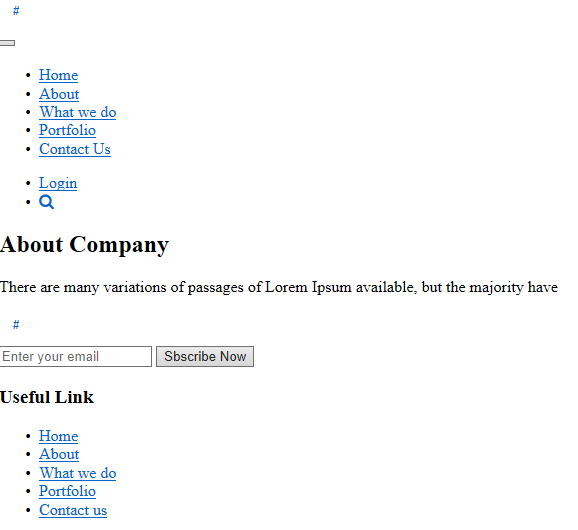 #
Home
About
What we do
Portfolio
Contact Us
Login
About Company
There are many variations of passages of Lorem Ipsum available, but the majority have
#
Enter your email Sbscribe Now
Useful Link
Home
About
What we do
Portfolio
Contact us